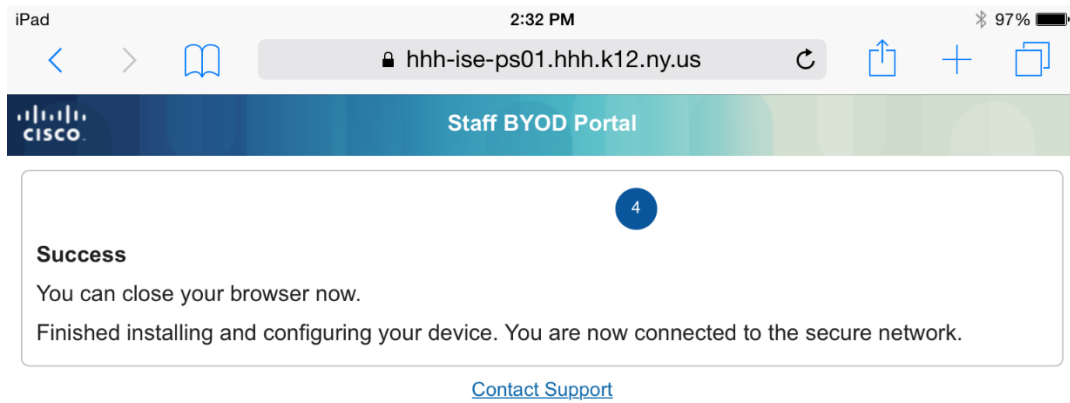 iPad 2:32 PM 97%
hhh-ise-ps01.hhh.k12.ny.us
CISCO. Staff BYOD Portal
4
Success
You can close your browser now.
Finished installing and configuring your device. You are now connected to the secure network.
Contact Support